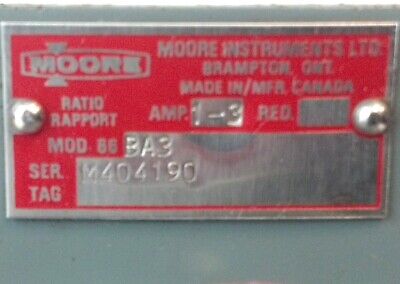 MOORE
MOORE INSTRUMENTS LTD.
BRAMPTON, ONT.
MADE IN/MFR. CANADA
RATIO
RAPPORT
AMP. 1-3 RED.
MOD 66 BA3
SER. M404190
TAG